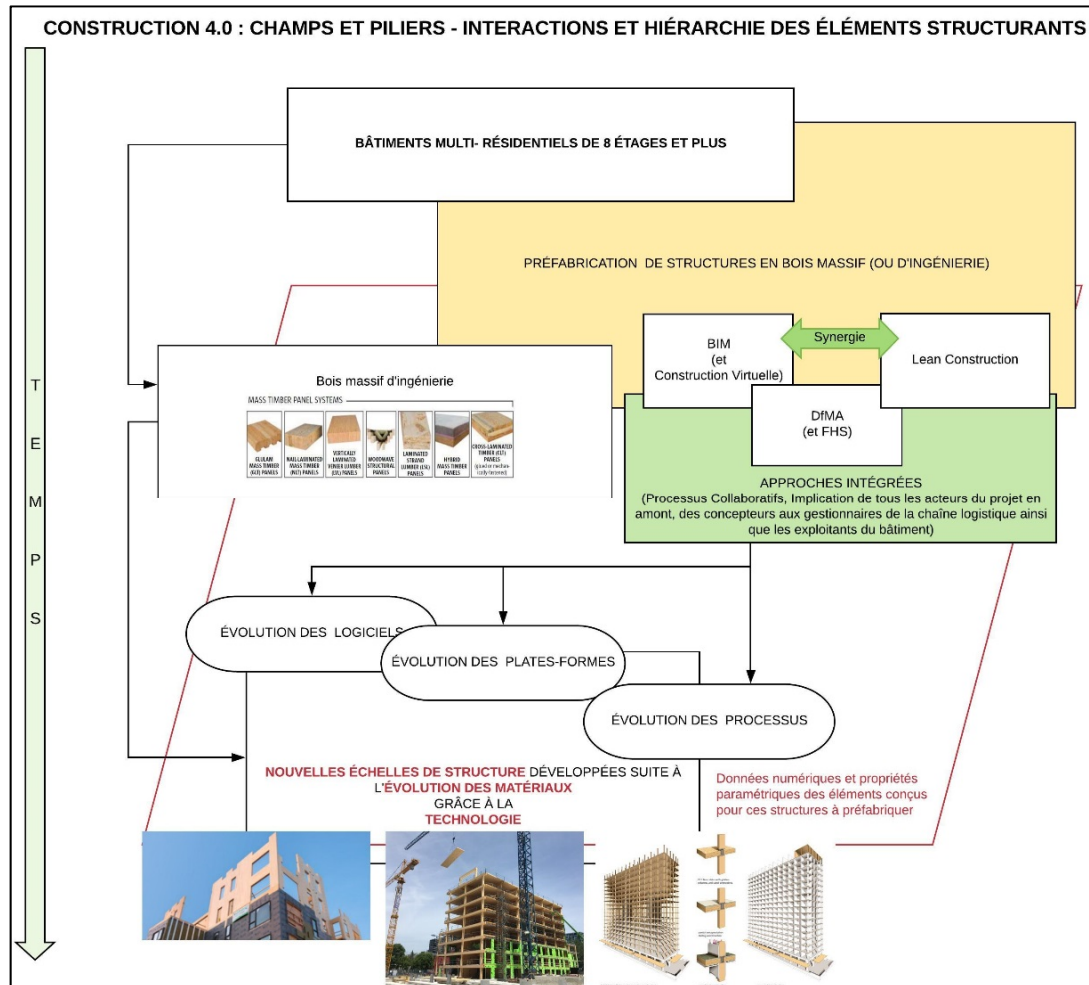 CONSTRUCTION 4.0 : CHAMPS ET PILIERS - INTERACTIONS ET HIÉRARCHIE DES ÉLÉMENTS STRUCTURANTS
BÂTIMENTS MULTI- RÉSIDENTIELS DE 8 ÉTAGES ET PLUS
PRÉFABRICATION DE STRUCTURES EN BOIS MASSIF (OU D'INGÉNIERIE)
BIM
(et
Construction Virtuelle)
Synergie
Lean Construction
DfMA
(et FHS)
APPROCHES INTÉGRÉES
(Processus Collaboratifs, Implication de tous les acteurs du projet en
amont, des concepteurs aux gestionnaires de la chaîne logistique ainsi
que les exploitants du bâtiment)
Bois massif d'ingénierie
MASS TIMBER PANEL SYSTEMS
GLULAM
MASS TIMBER
(GLT) PANELS
NAIL-LAMINATED
MASS TIMBER
(NLT) PANELS
VERTICALLY
LAMINATED
VENEER LUMBER
(LVL) PANELS
WOODWAVE
STRUCTURAL
PANELS
LAMINATED
STRAND
LUMBER (LSL)
PANELS
HYBRID
MASS TIMBER
PANELS
CROSS-LAMINATED
TIMBER (CLT)
PANELS
(glued or mechan-
ically-fastened)
T
E
M
P
S
ÉVOLUTION DES LOGICIELS
ÉVOLUTION DES PLATES-FORMES
ÉVOLUTION DES PROCESSUS
NOUVELLES ÉCHELLES DE STRUCTURE DÉVELOPPÉES SUITE À
L'ÉVOLUTION DES MATÉRIAUX
GRÂCE À LA
TECHNOLOGIE
Données numériques et propriétés
paramétriques des éléments conçus
pour ces structures à préfabriquer